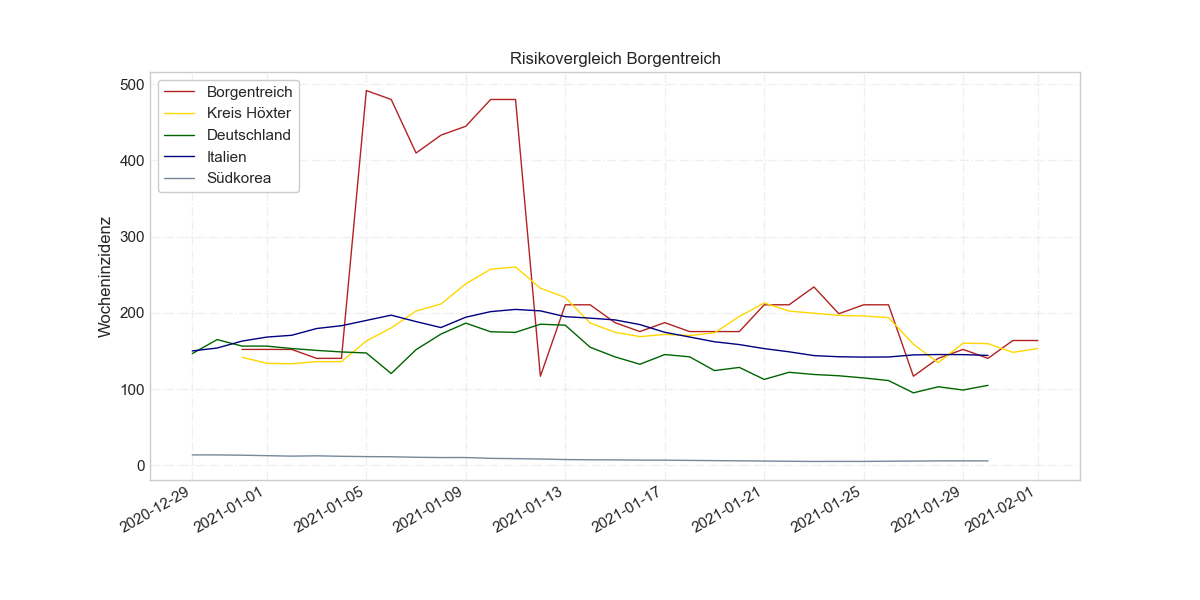 Risikovergleich Borgentreich
Borgentreich
Kreis Höxter
Deutschland
Italien
Südkorea
Wocheninzidenz
500
400
300
200
100
0
2020-12-29
2021-01-01
2021-01-05
2021-01-09
2021-01-13
2021-01-17
2021-01-21
2021-01-25
2021-01-29
2021-02-01